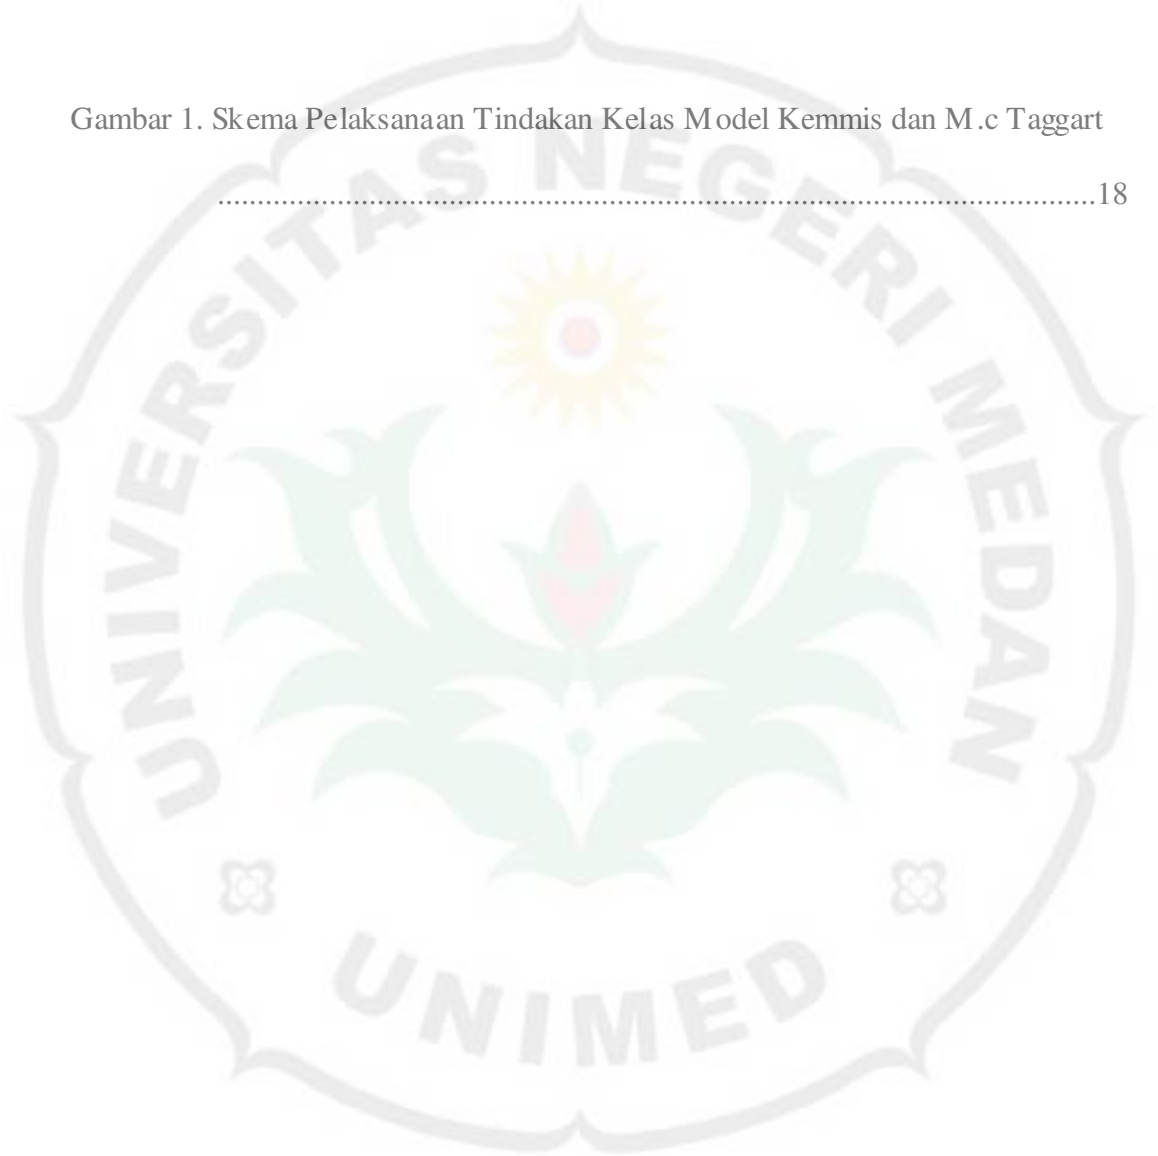 Gambar 1. Skema Pelaksanaan Tindakan Kelas Model Kemmis dan M.c Taggart
................................................................................................................18
UNIVERSITAS NEGERI MEDAN
UNIMED